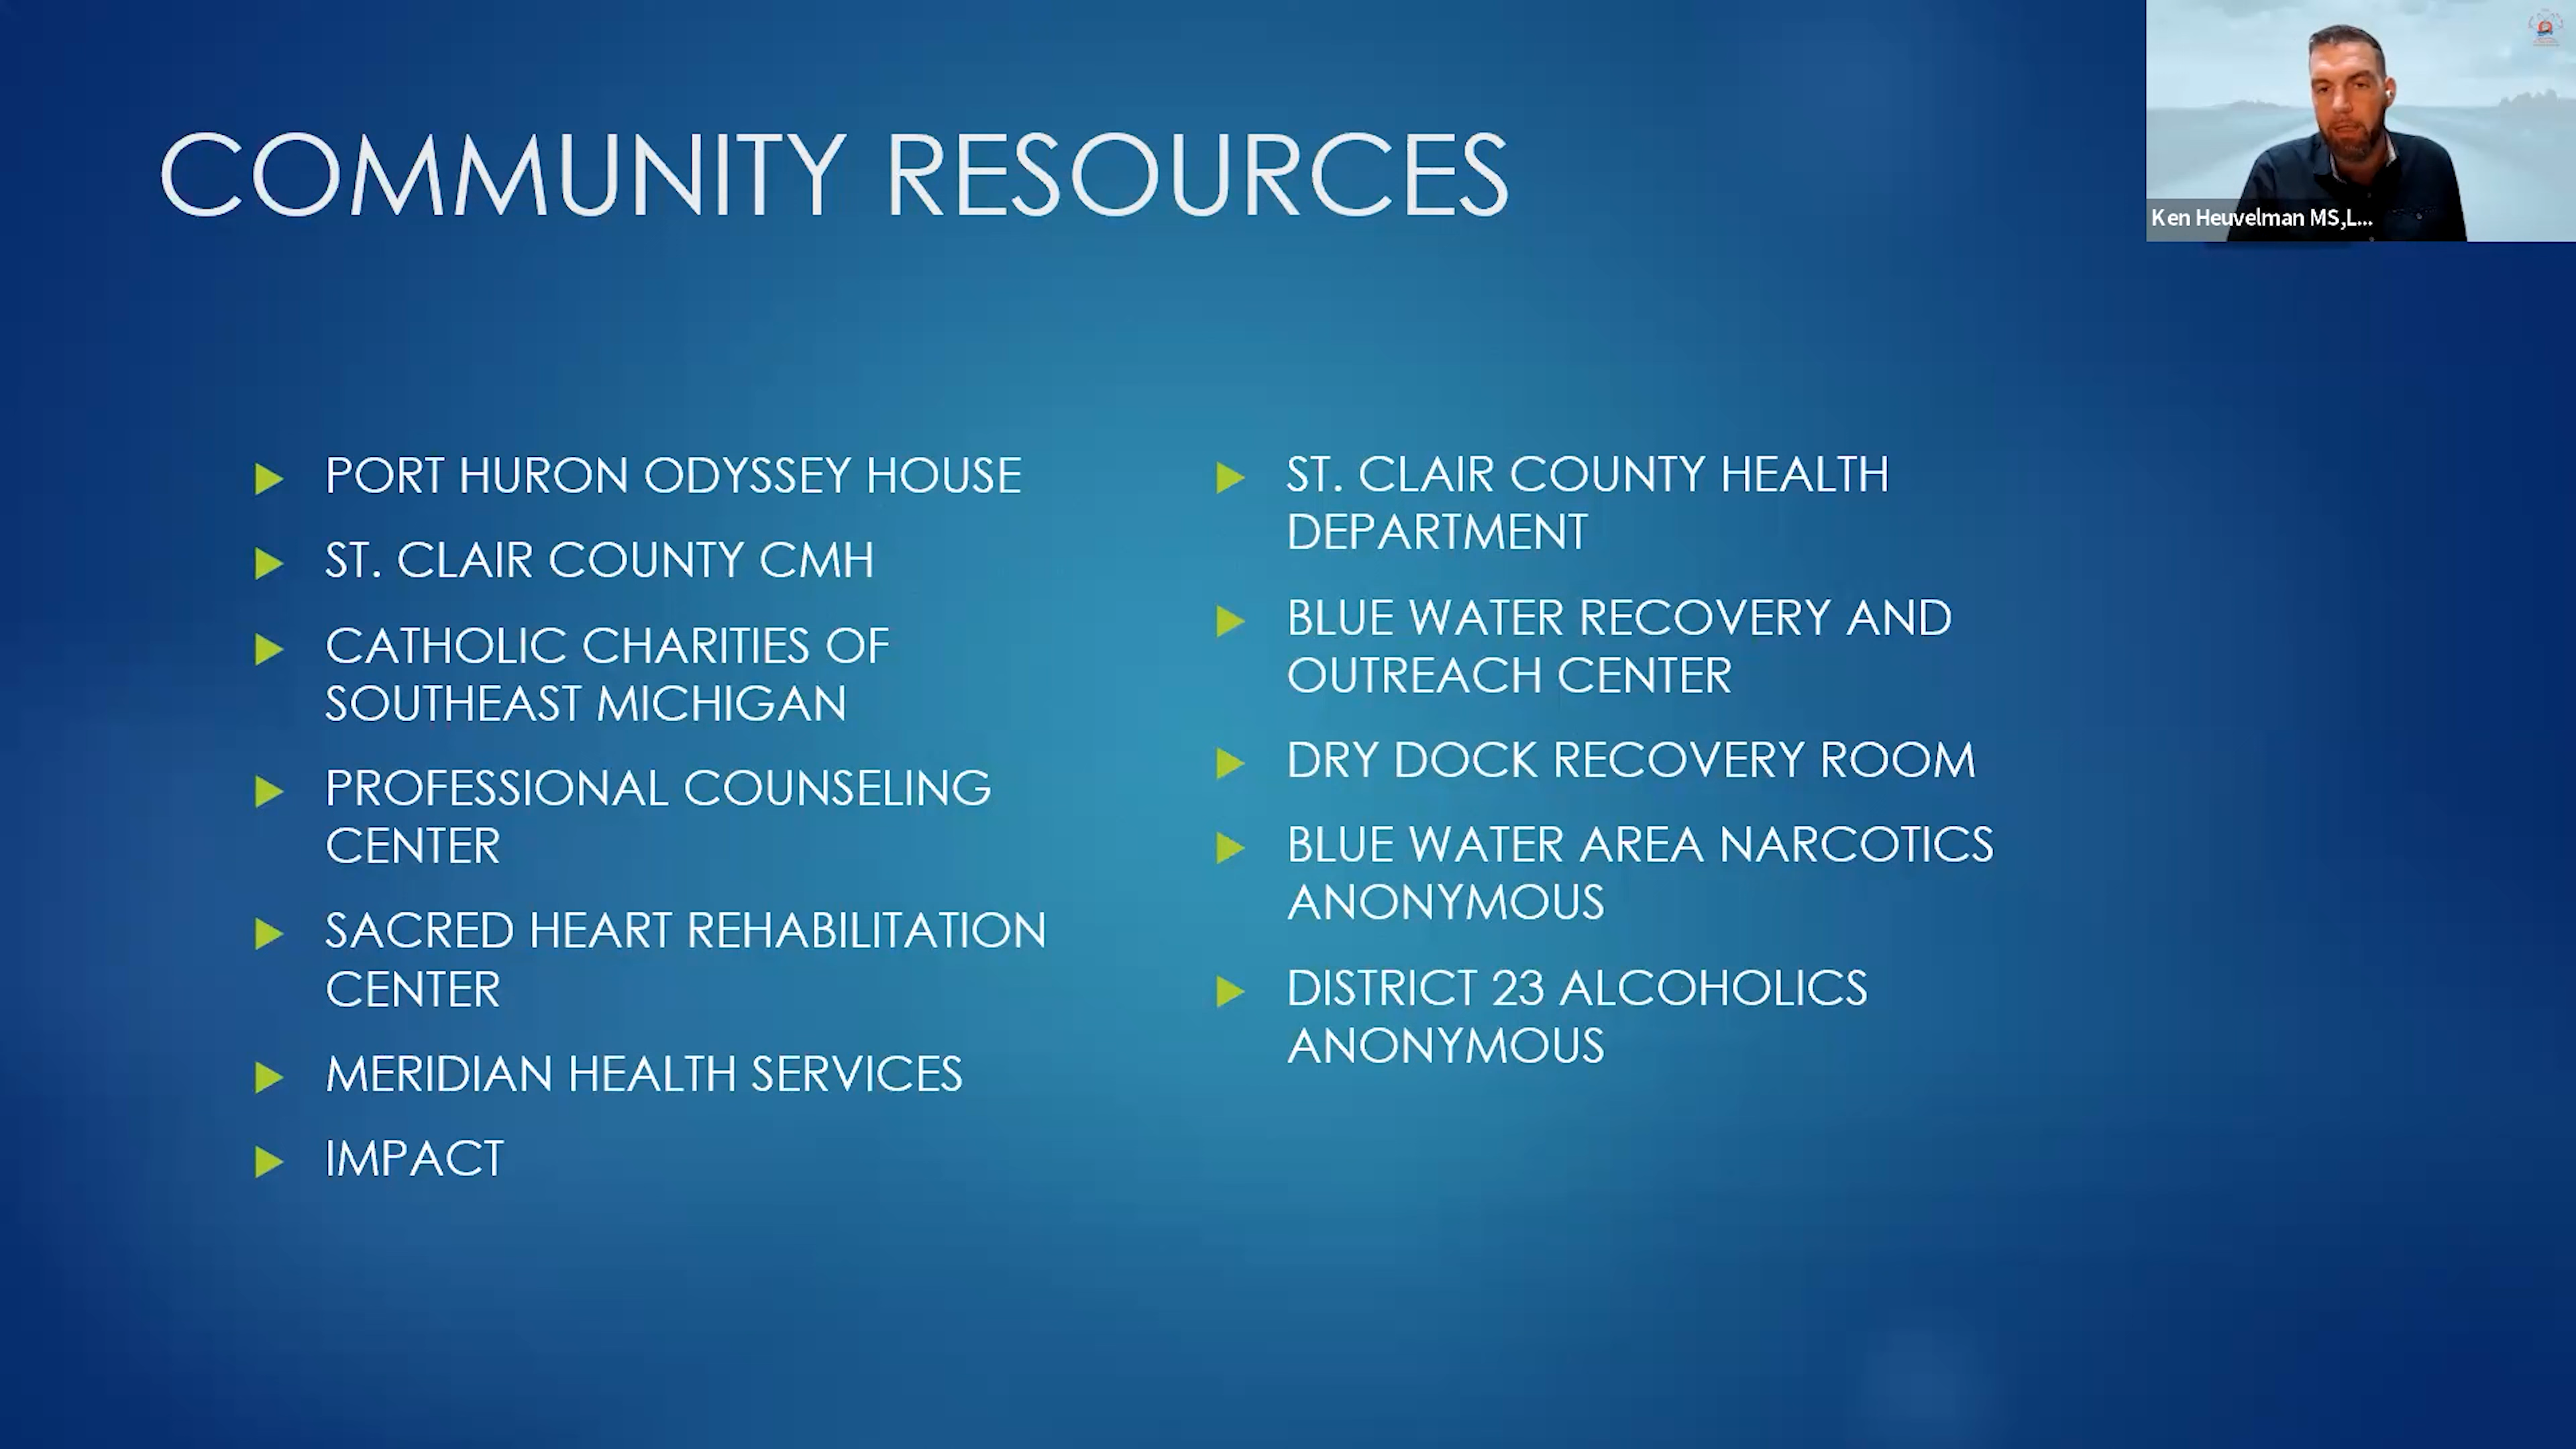 COMMUNITY RESOURCES
PORT HURON ODYSSEY HOUSE
ST. CLAIR COUNTY CMH
CATHOLIC CHARITIES OF
SOUTHEAST MICHIGAN
PROFESSIONAL COUNSELING
CENTER
SACRED HEART REHABILITATION
CENTER
MERIDIAN HEALTH SERVICES
IMPACT
ST. CLAIR COUNTY HEALTH
DEPARTMENT
BLUE WATER RECOVERY AND
OUTREACH CENTER
DRY DOCK RECOVERY ROOM
BLUE WATER AREA NARCOTICS
ANONYMOUS
DISTRICT 23 ALCOHOLICS
ANONYMOUS
Ken Heuvelman MS,L...